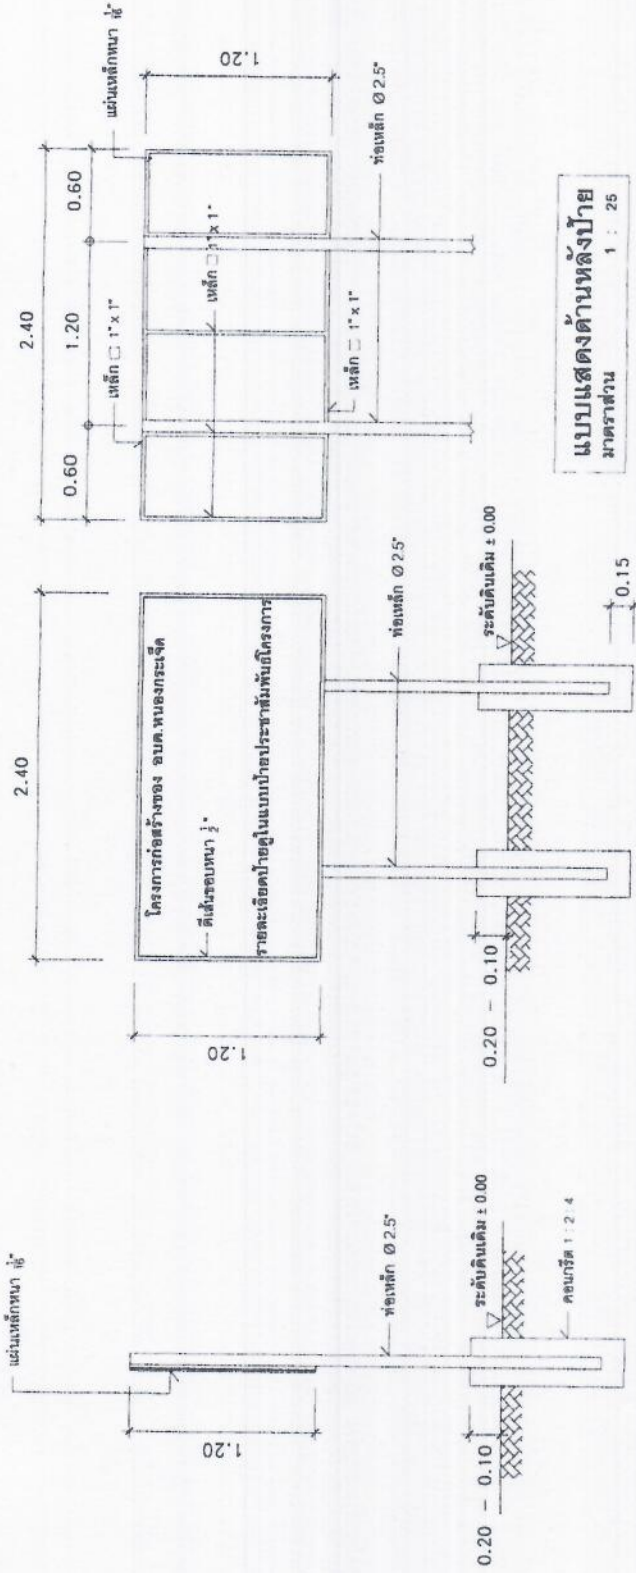 แผ่นเหล็กหนา 1/16"
1.20
ท่อเหล็ก Ø 2.5"
ระดับดินเดิม ± 0.00
0.20 - 0.10
คอนกรีต 1 : 2 : 4
2.40
1.20
โครงการก่อสร้างของ อบต.หนองกระเจ็ด
ตีเส้นขอบหนา 1/2"
รายละเอียดป้ายดูในแบบป้ายประชาสัมพันธ์โครงการ
ท่อเหล็ก Ø 2.5"
ระดับดินเดิม ± 0.00
0.20 - 0.10
0.15
2.40
0.60
1.20
0.60
เหล็ก □ 1" x 1"
แผ่นเหล็กหนา 1/16"
1.20
เหล็ก □ 1" x 1"
เหล็ก □ 1" x 1"
ท่อเหล็ก Ø 2.5"
แบบแสดงด้านหลังป้าย
มาตราส่วน 1 : 25